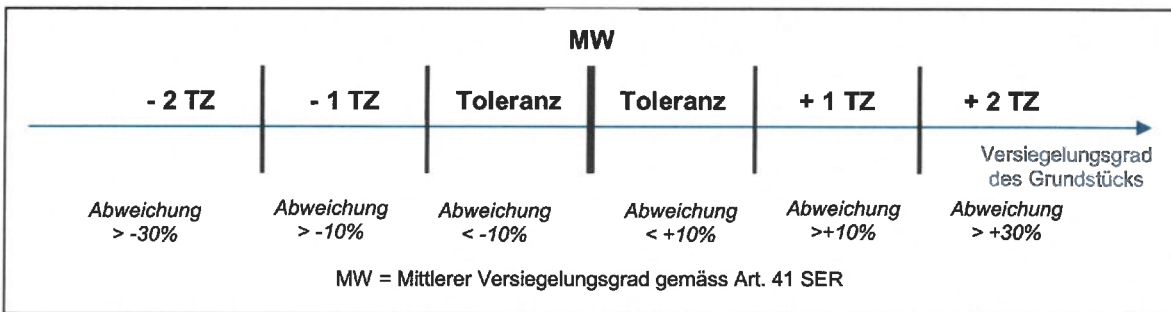 MW
- 2 TZ - 1 TZ Toleranz Toleranz + 1 TZ + 2 TZ
Versiegelungsgrad
des Grundstücks
Abweichung Abweichung Abweichung Abweichung Abweichung Abweichung
> -30% > -10% < -10% < +10% >+10% > +30%
MW = Mittlerer Versiegelungsgrad gemäss Art. 41 SER